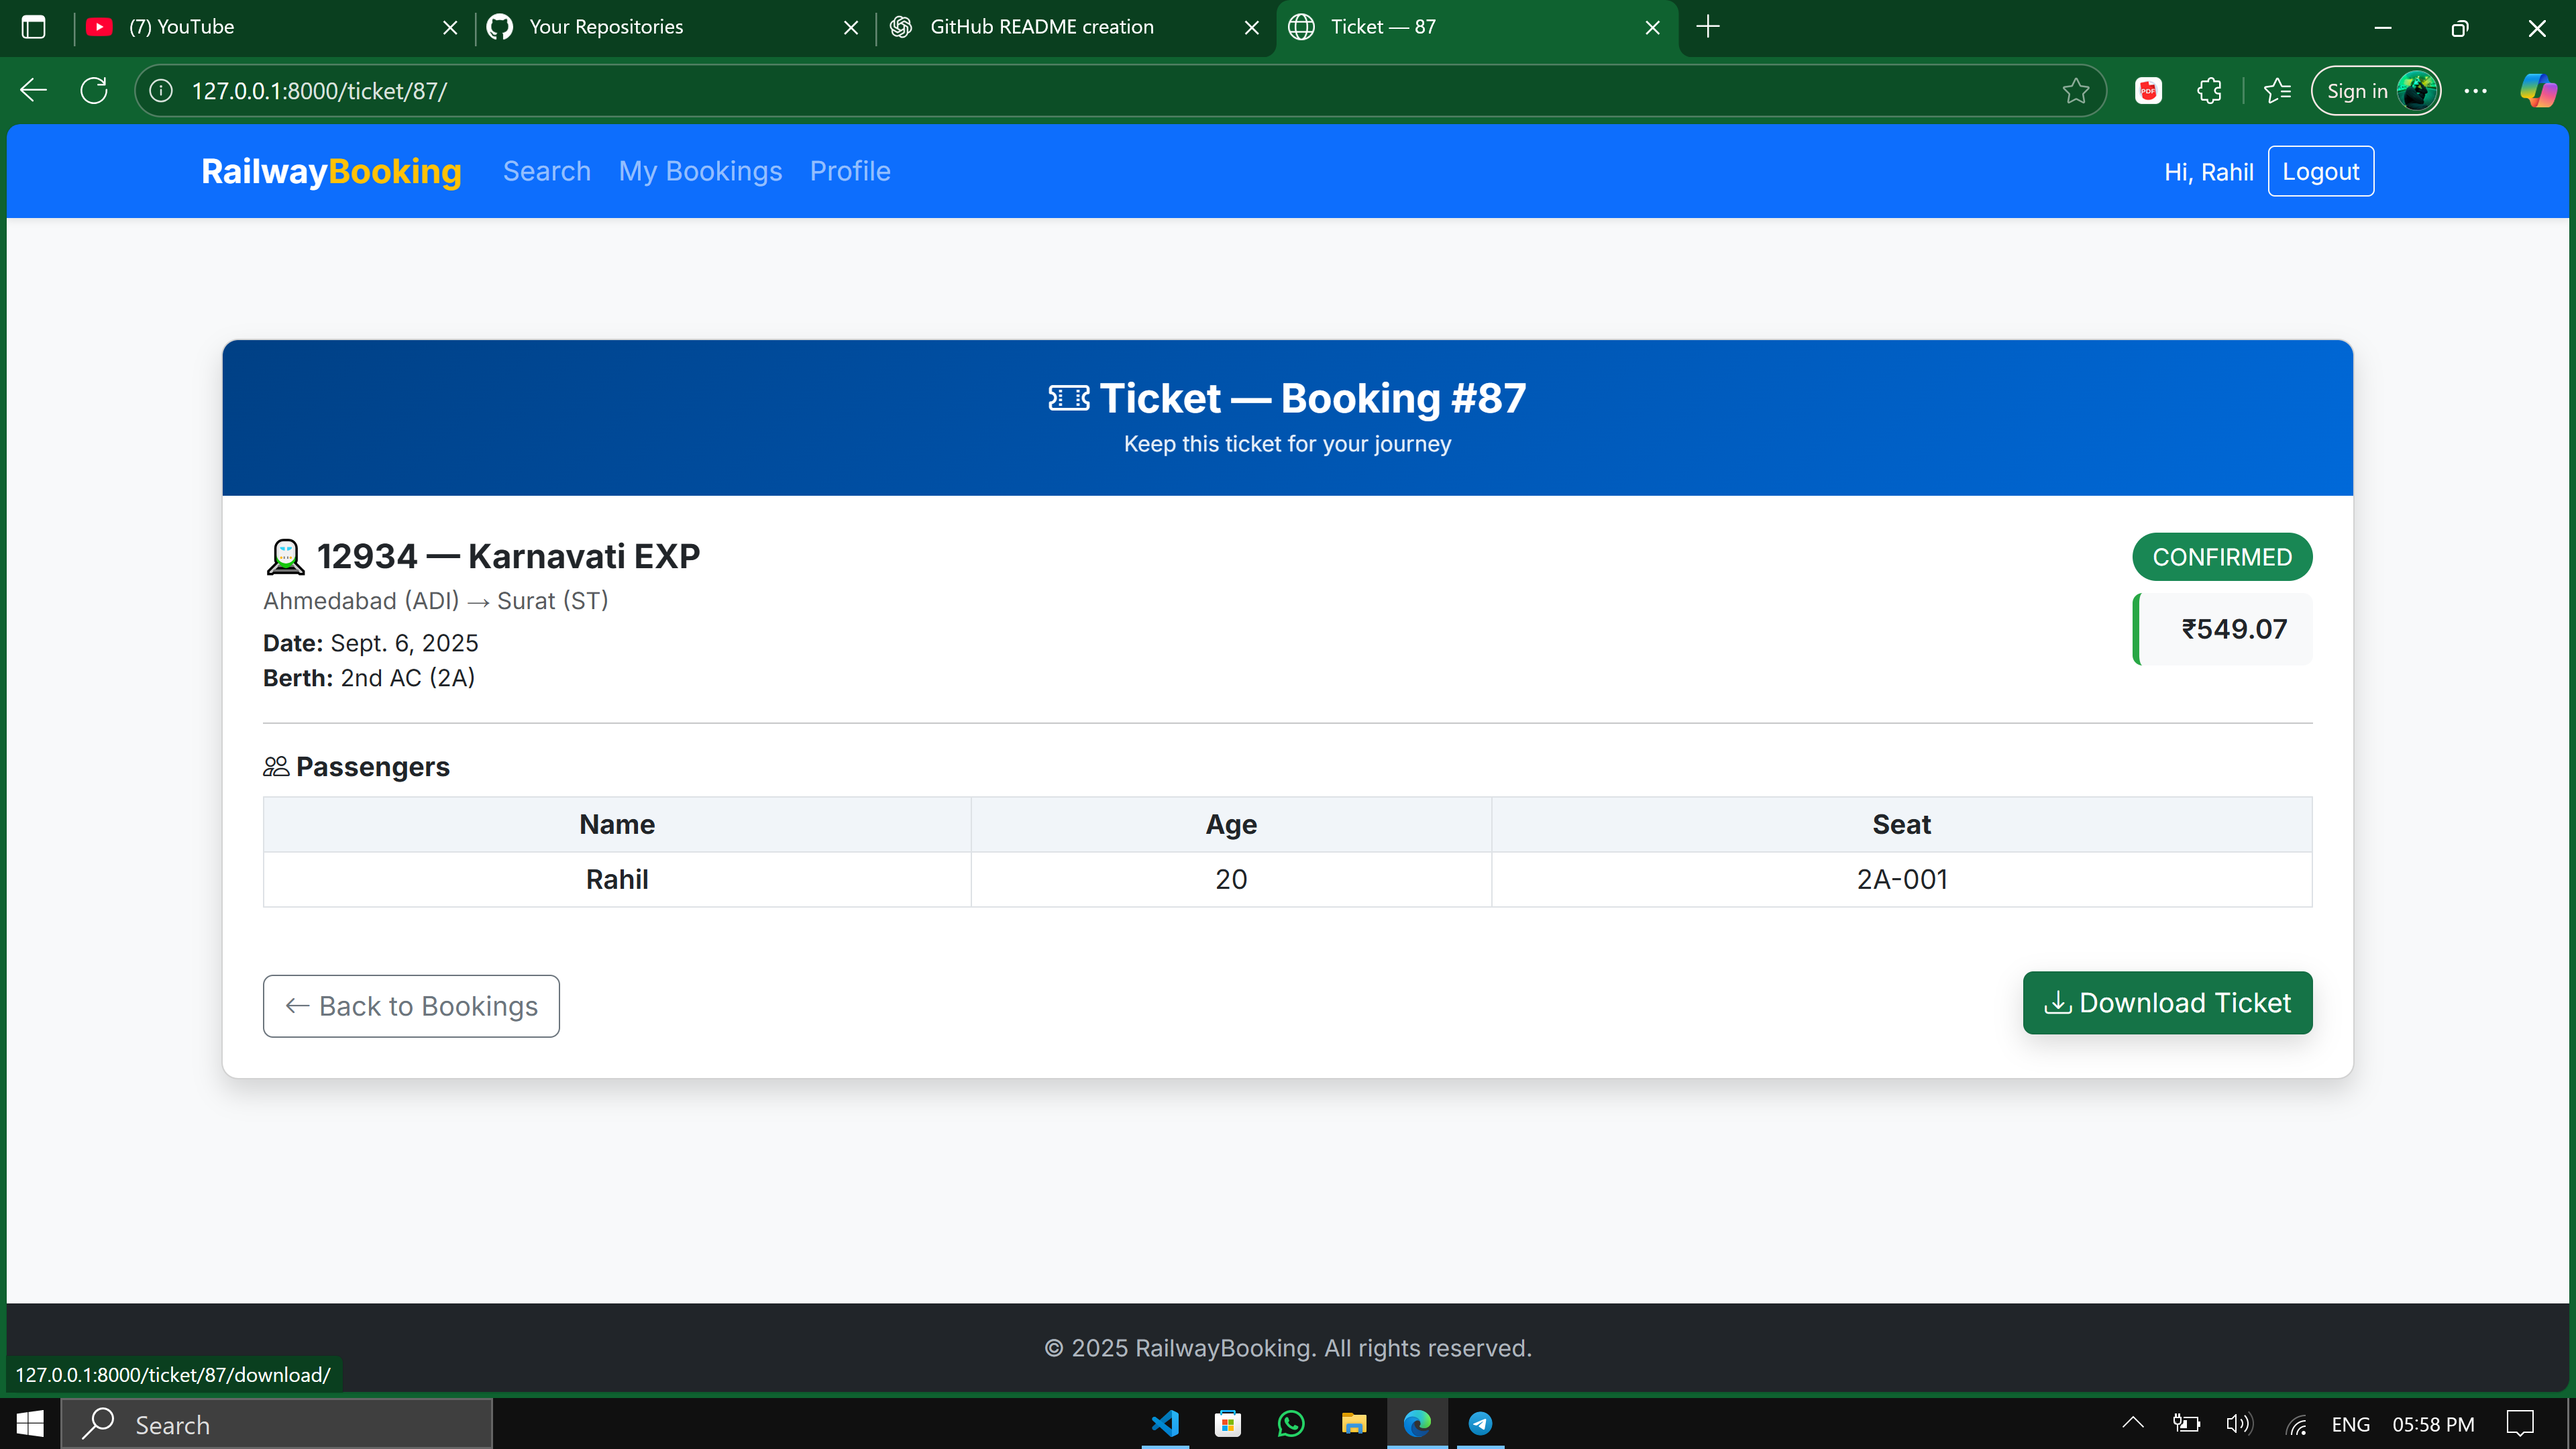 (7) YouTube
Your Repositories
GitHub README creation
Ticket — 87
127.0.0.1:8000/ticket/87/
PDF
Sign in
RailwayBooking
Search
My Bookings
Profile
Hi, Rahil
Logout
Ticket — Booking #87
Keep this ticket for your journey
12934 — Karnavati EXP
CONFIRMED
Ahmedabad (ADI) → Surat (ST)
₹549.07
Date: Sept. 6, 2025
Berth: 2nd AC (2A)
Passengers
Name Age Seat
Rahil 20 2A-001
← Back to Bookings
Download Ticket
© 2025 RailwayBooking. All rights reserved.
127.0.0.1:8000/ticket/87/download/
Search
ENG
05:58 PM